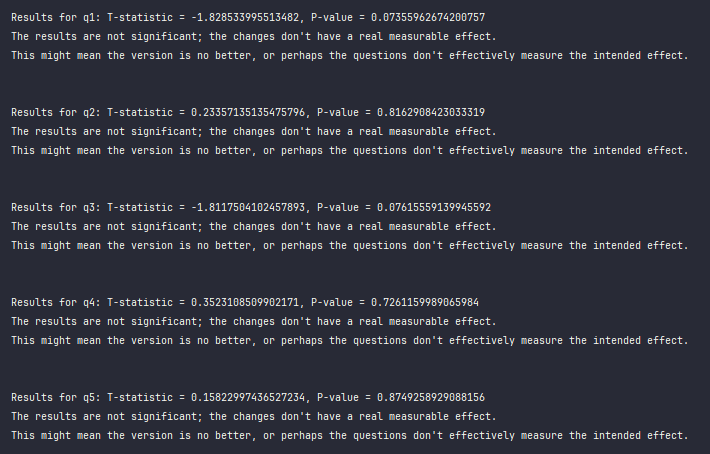 Results for q1: T-statistic = -1.828533995513482, P-value = 0.07355962674200757
The results are not significant; the changes don't have a real measurable effect.
This might mean the version is no better, or perhaps the questions don't effectively measure the intended effect.
Results for q2: T-statistic = 0.23357135135475796, P-value = 0.8162908423033319
The results are not significant; the changes don't have a real measurable effect.
This might mean the version is no better, or perhaps the questions don't effectively measure the intended effect.
Results for q3: T-statistic = -1.8117504102457893, P-value = 0.07615559139945592
The results are not significant; the changes don't have a real measurable effect.
This might mean the version is no better, or perhaps the questions don't effectively measure the intended effect.
Results for q4: T-statistic = 0.3523108509902171, P-value = 0.7261159989065984
The results are not significant; the changes don't have a real measurable effect.
This might mean the version is no better, or perhaps the questions don't effectively measure the intended effect.
Results for q5: T-statistic = 0.15822997436527234, P-value = 0.8749258929088156
The results are not significant; the changes don't have a real measurable effect.
This might mean the version is no better, or perhaps the questions don't effectively measure the intended effect.